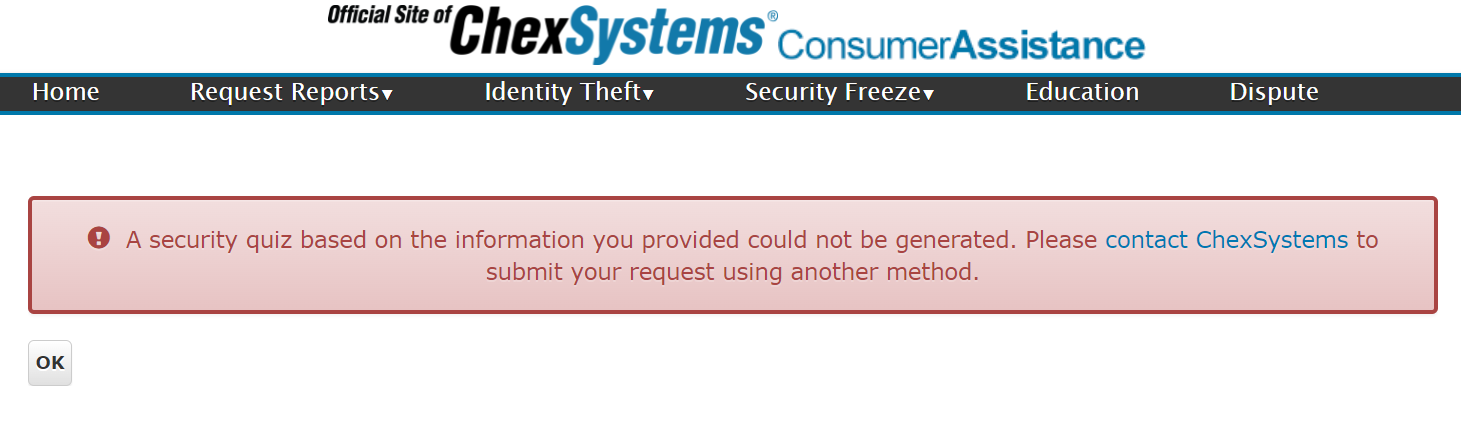 Official Site of ChexSystems® ConsumerAssistance
Home Request Reports▾ Identity Theft▾ Security Freeze▾ Education Dispute
A security quiz based on the information you provided could not be generated. Please contact ChexSystems to
submit your request using another method.
OK